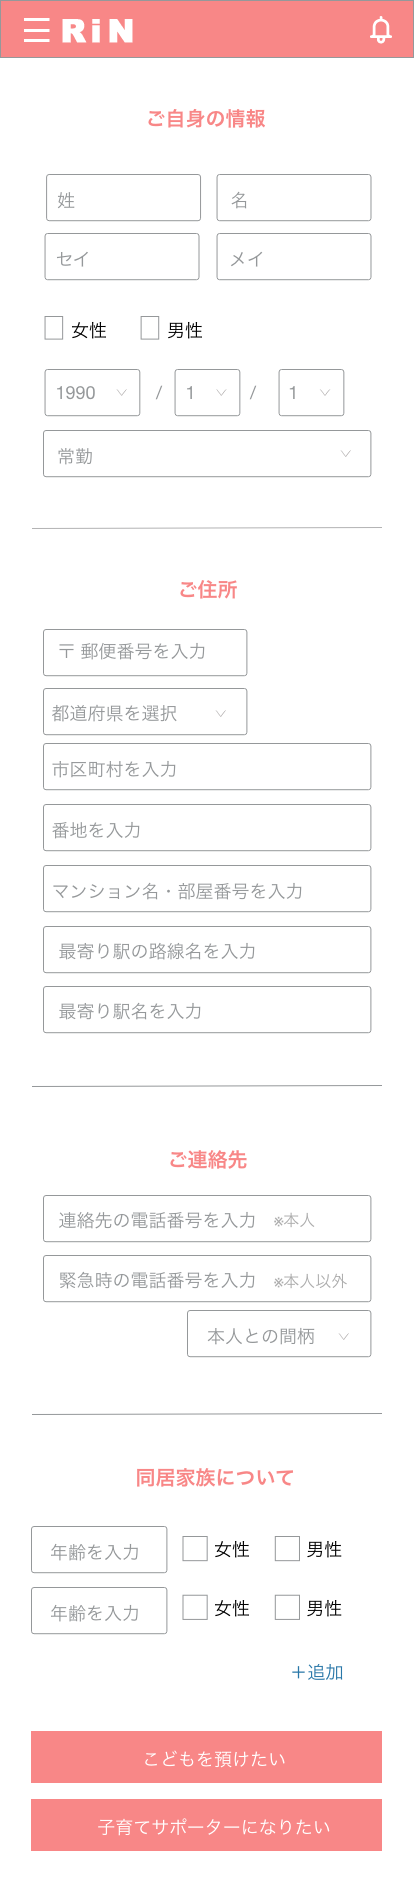 RiN
ご自身の情報
姓 名
セイ メイ
女性 男性
1990 / 1 / 1
常勤
ご住所
〒 郵便番号を入力
都道府県を選択
市区町村を入力
番地を入力
マンション名・部屋番号を入力
最寄り駅の路線名を入力
最寄り駅名を入力
ご連絡先
連絡先の電話番号を入力 ※本人
緊急時の電話番号を入力 ※本人以外
本人との間柄
同居家族について
年齢を入力 女性 男性
年齢を入力 女性 男性
＋追加
こどもを預けたい
子育てサポーターになりたい